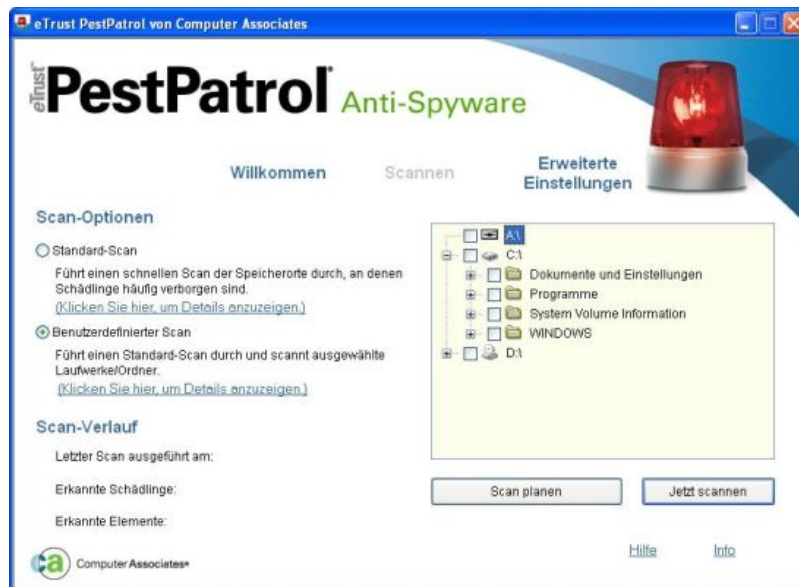 eTrust PestPatrol von Computer Associates
eTrust PestPatrol Anti-Spyware
Willkommen
Scannen
Erweiterte
Einstellungen
Scan-Optionen
Standard-Scan
Führt einen schnellen Scan der Speicherorte durch, an denen
Schädlinge häufig verborgen sind.
(Klicken Sie hier, um Details anzuzeigen.)
Benutzerdefinierter Scan
Führt einen Standard-Scan durch und scannt ausgewählte
Laufwerke/Ordner.
(Klicken Sie hier, um Details anzuzeigen.)
A:\
C:\
Dokumente und Einstellungen
Programme
System Volume Information
WINDOWS
D:\
Scan-Verlauf
Letzter Scan ausgeführt am:
Erkannte Schädlinge:
Erkannte Elemente:
Scan planen
Jetzt scannen
ca Computer Associates®
Hilfe
Info